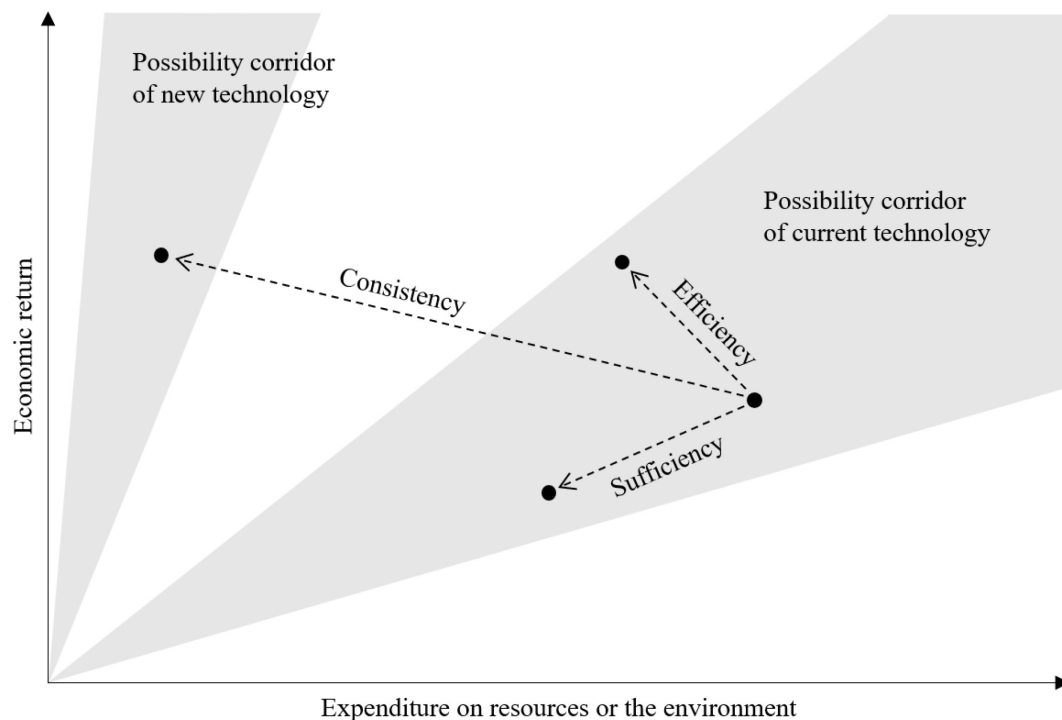 Possibility corridor
of new technology
Possibility corridor
of current technology
Consistency
Efficiency
Sufficiency
Economic return
Expenditure on resources or the environment